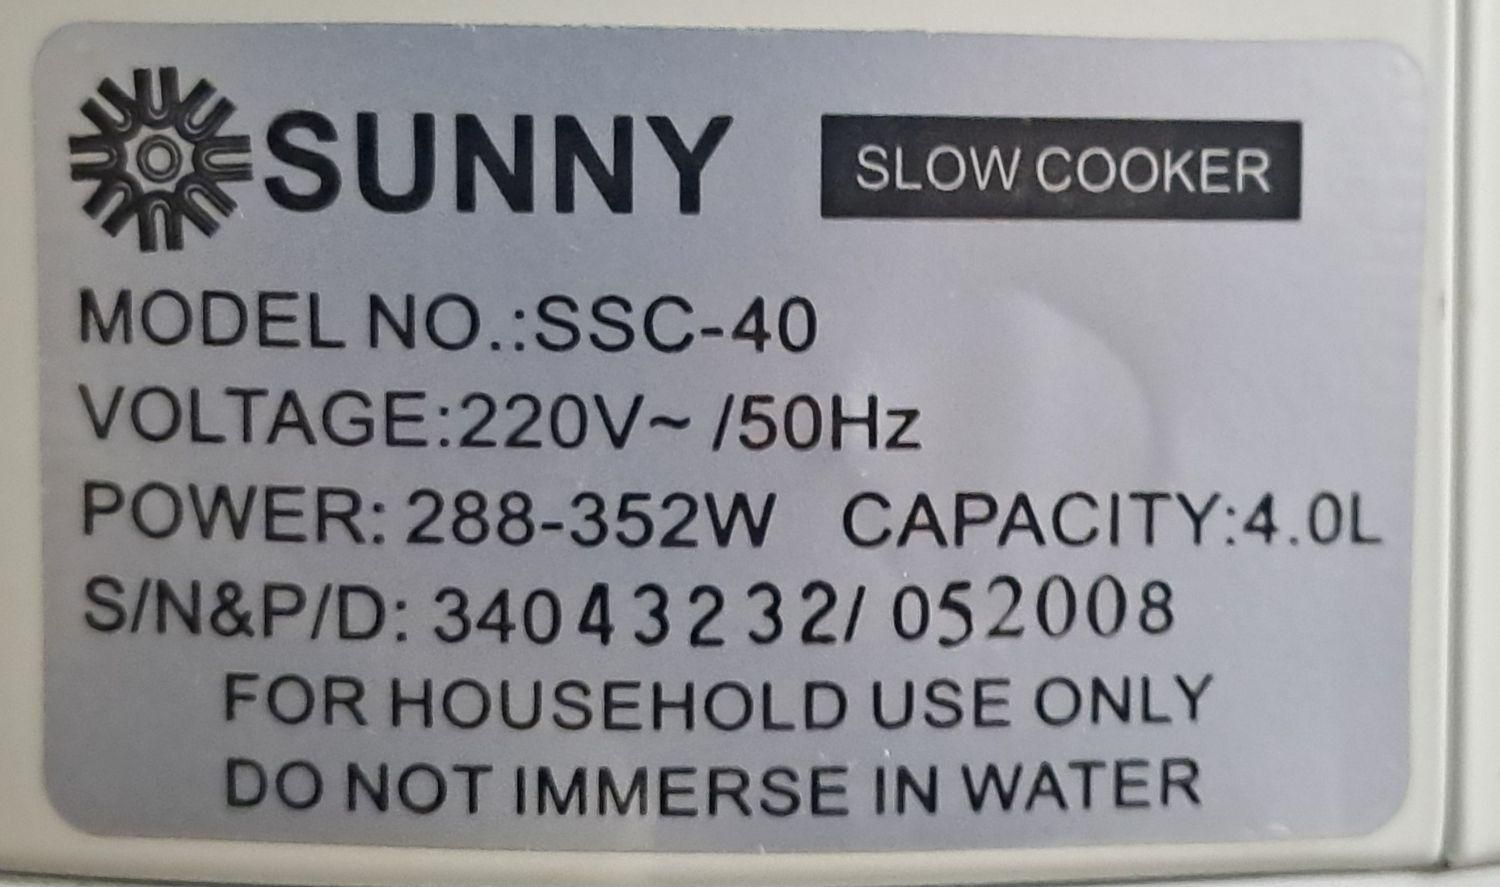 SUNNY SLOW COOKER
MODEL NO.:SSC-40
VOLTAGE:220V~ /50Hz
POWER: 288-352W CAPACITY:4.0L
S/N&P/D: 34043232/ 052008
FOR HOUSEHOLD USE ONLY
DO NOT IMMERSE IN WATER